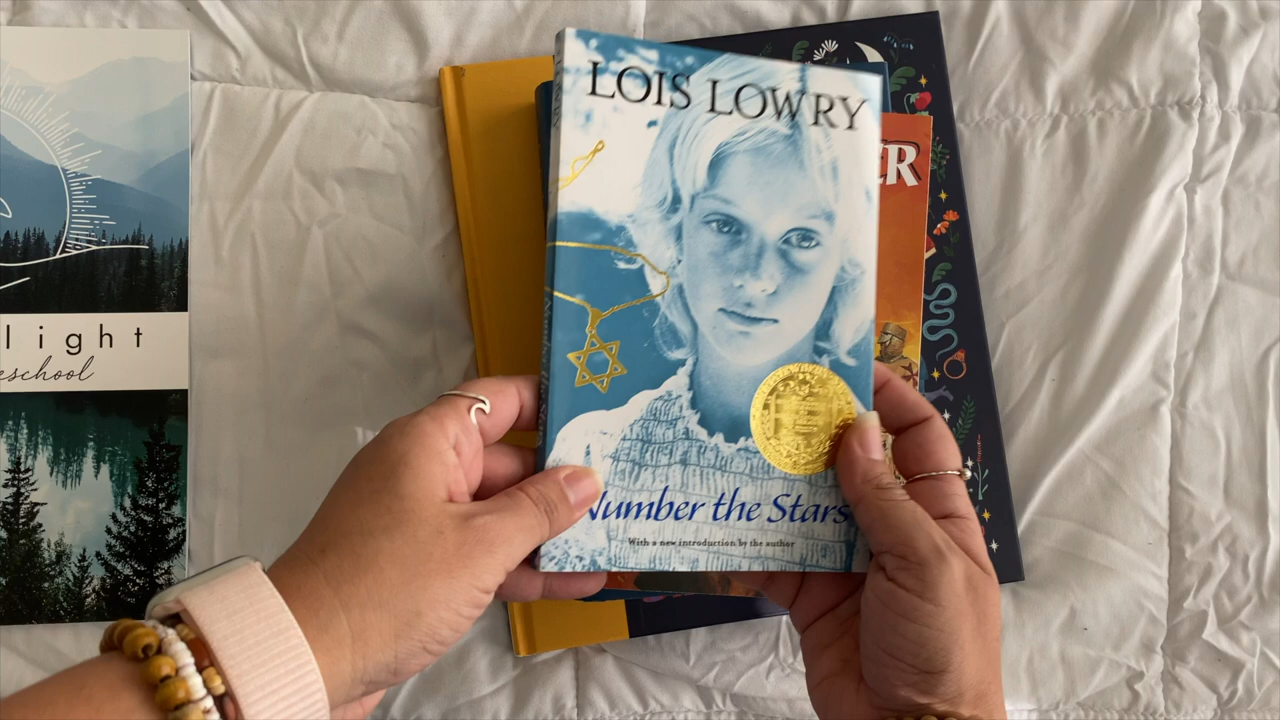 LOIS LOWRY
Number the Stars
With a new introduction by the author
ER
light
eschool